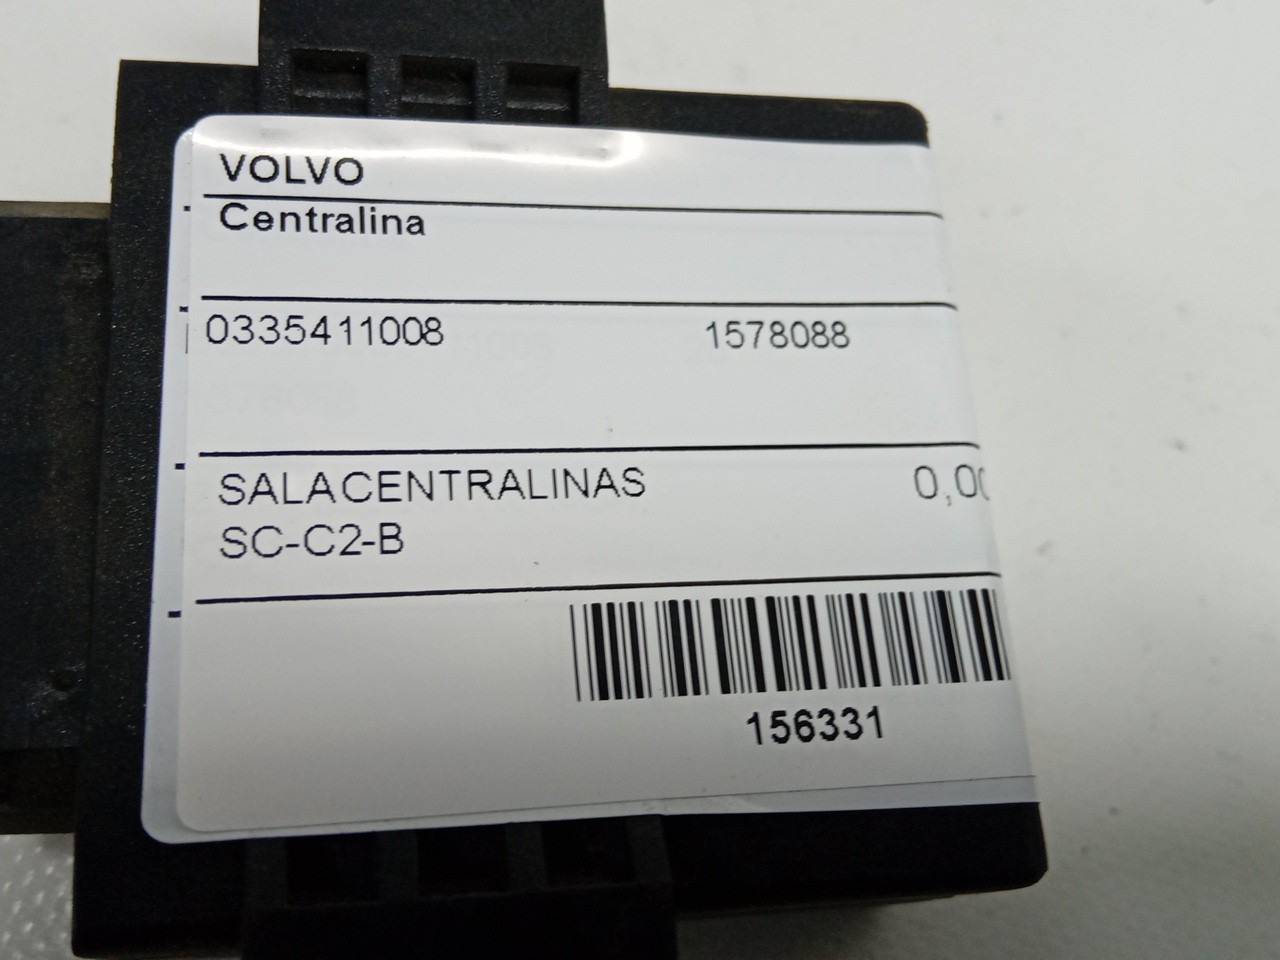 VOLVO
Centralina
0335411008 1578088
SALACENTRALINAS 0,00
SC-C2-B
156331